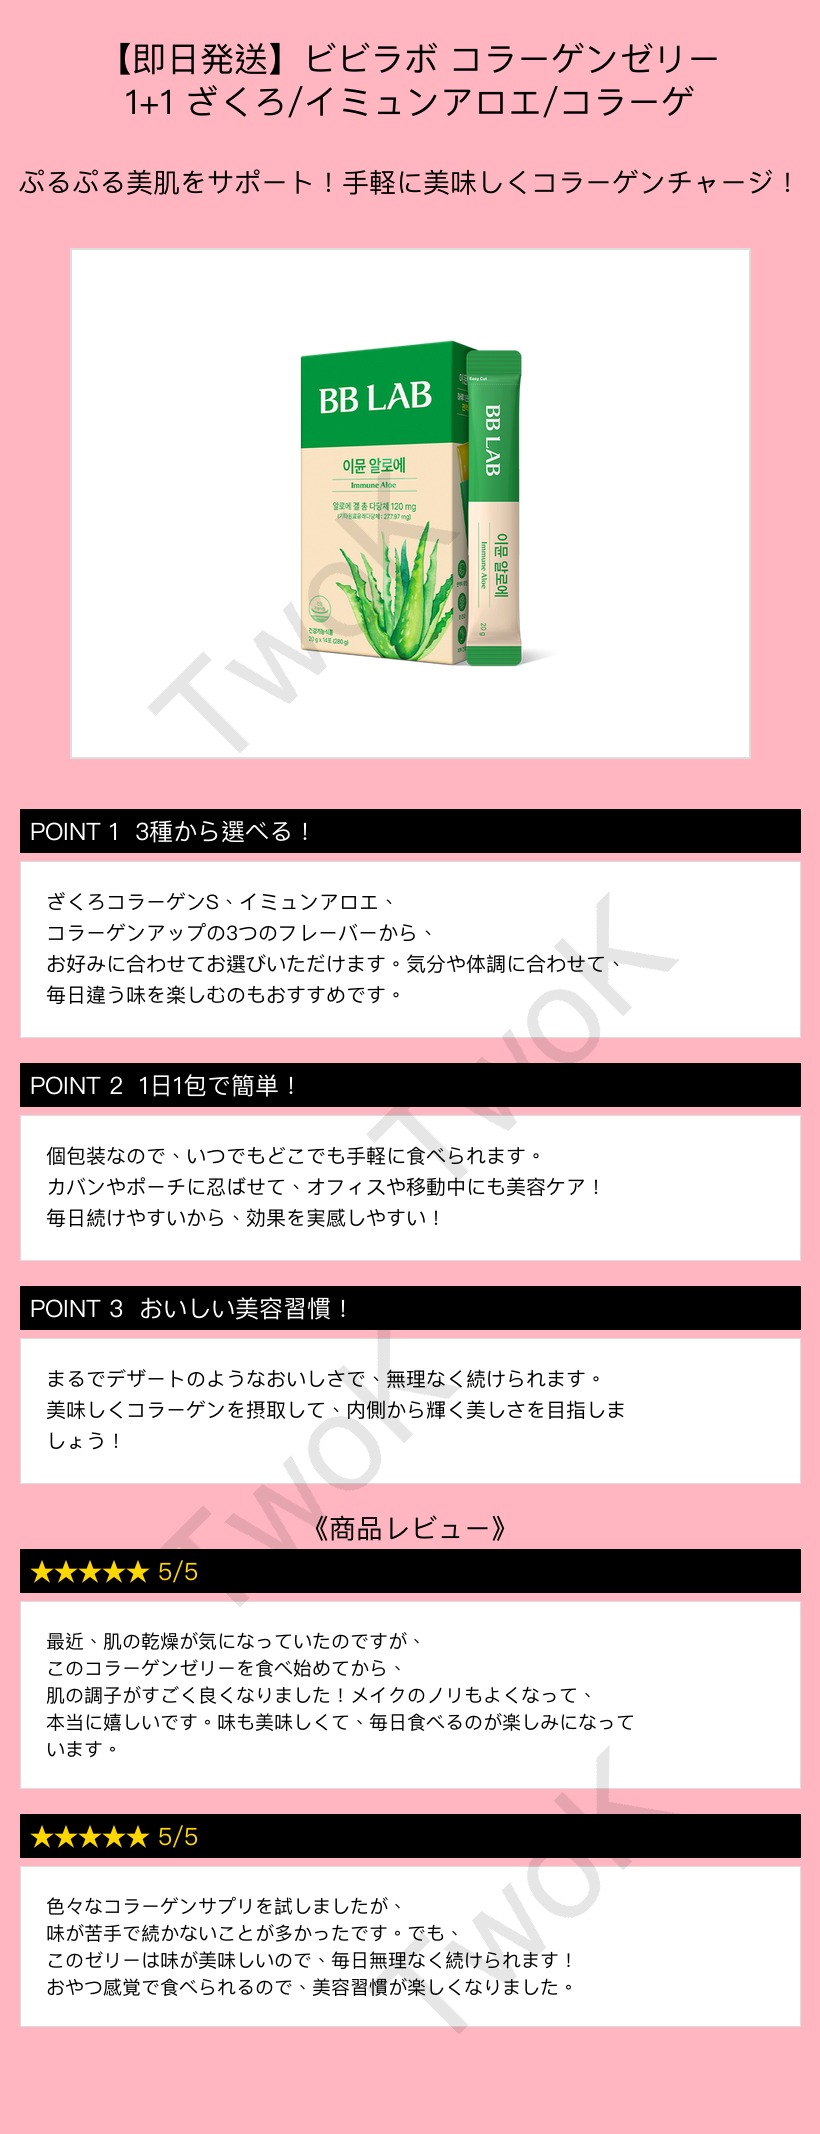 【即日発送】ビビラボ コラーゲンゼリー
1+1 ざくろ/イミュンアロエ/コラーゲ
ぷるぷる美肌をサポート！手軽に美味しくコラーゲンチャージ！
BB LAB
이뮨 알로에
Immune Aloe
알로에 겔 총 다당체 120 mg
건강기능식품
20 g x 14포 (280 g)
Easy Cut
BB LAB
이뮨 알로에
Immune Aloe
20 g
TwoK
POINT 1 3種から選べる！
ざくろコラーゲンS、イミュンアロエ、
コラーゲンアップの3つのフレーバーから、
お好みに合わせてお選びいただけます。気分や体調に合わせて、
毎日違う味を楽しむのもおすすめです。
TwoK
POINT 2 1日1包で簡単！
個包装なので、いつでもどこでも手軽に食べられます。
カバンやポーチに忍ばせて、オフィスや移動中にも美容ケア！
毎日続けやすいから、効果を実感しやすい！
POINT 3 おいしい美容習慣！
まるでデザートのようなおいしさで、無理なく続けられます。
美味しくコラーゲンを摂取して、内側から輝く美しさを目指しま
しょう！
TwoK
《商品レビュー》
★★★★★ 5/5
最近、肌の乾燥が気になっていたのですが、
このコラーゲンゼリーを食べ始めてから、
肌の調子がすごく良くなりました！メイクのノリもよくなって、
本当に嬉しいです。味も美味しくて、毎日食べるのが楽しみになって
います。
★★★★★ 5/5
色々なコラーゲンサプリを試しましたが、
味が苦手で続かないことが多かったです。でも、
このゼリーは味が美味しいので、毎日無理なく続けられます！
おやつ感覚で食べられるので、美容習慣が楽しくなりました。
TwoK